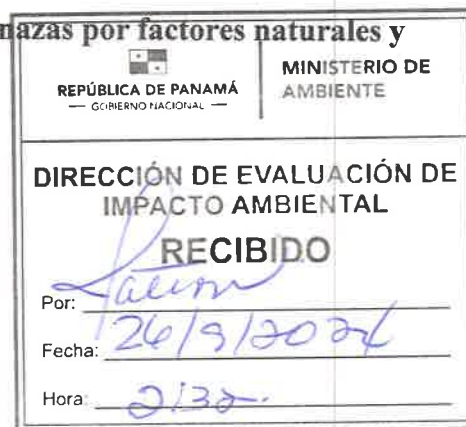 nazas por factores naturales y
REPÚBLICA DE PANAMÁ
— GOBIERNO NACIONAL —
MINISTERIO DE
AMBIENTE
DIRECCIÓN DE EVALUACIÓN DE
IMPACTO AMBIENTAL
RECIBIDO
Por:
Fecha: 26/9/2024
Hora: 2:32.